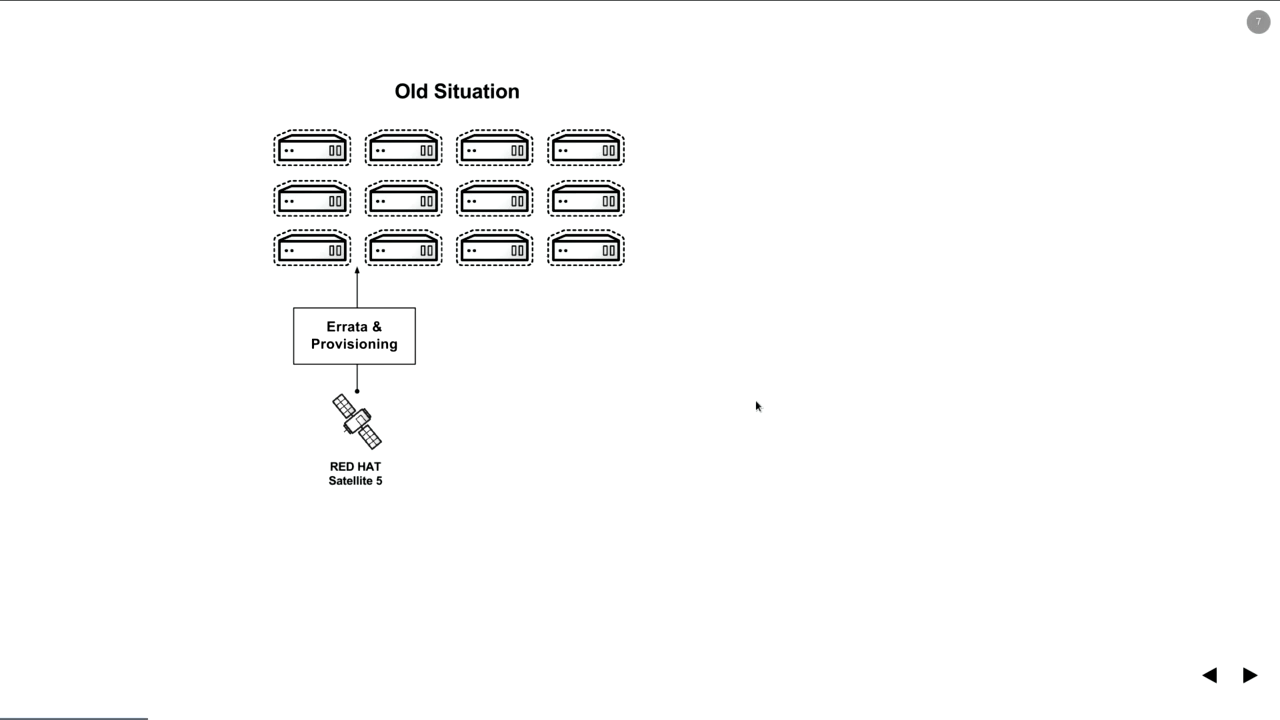 7
Old Situation
Errata &
Provisioning
RED HAT
Satellite 5